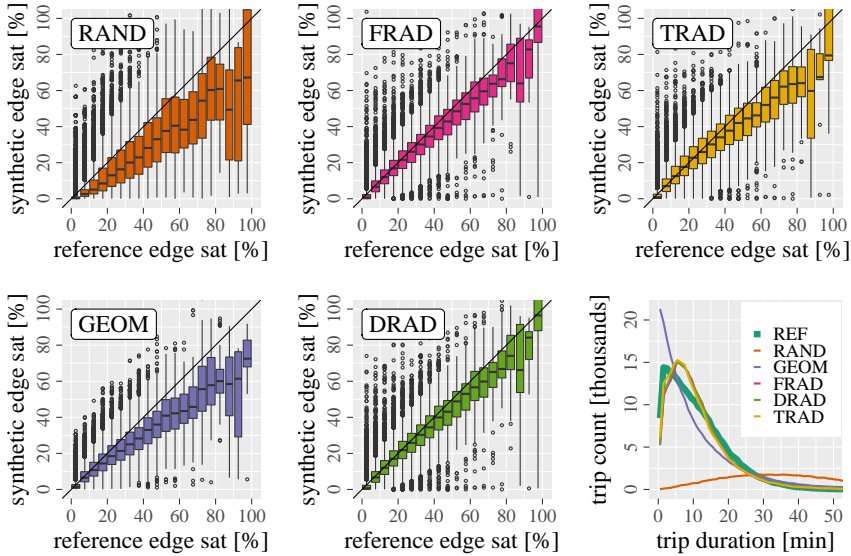 RAND
synthetic edge sat [%]
0 20 40 60 80 100
0 20 40 60 80 100
reference edge sat [%]
FRAD
synthetic edge sat [%]
0 20 40 60 80 100
0 20 40 60 80 100
reference edge sat [%]
TRAD
synthetic edge sat [%]
0 20 40 60 80 100
0 20 40 60 80 100
reference edge sat [%]
GEOM
synthetic edge sat [%]
0 20 40 60 80 100
0 20 40 60 80 100
reference edge sat [%]
DRAD
synthetic edge sat [%]
0 20 40 60 80 100
0 20 40 60 80 100
reference edge sat [%]
trip count [thousands]
0 5 10 15 20
REF
RAND
GEOM
FRAD
DRAD
TRAD
0 10 20 30 40 50
trip duration [min]